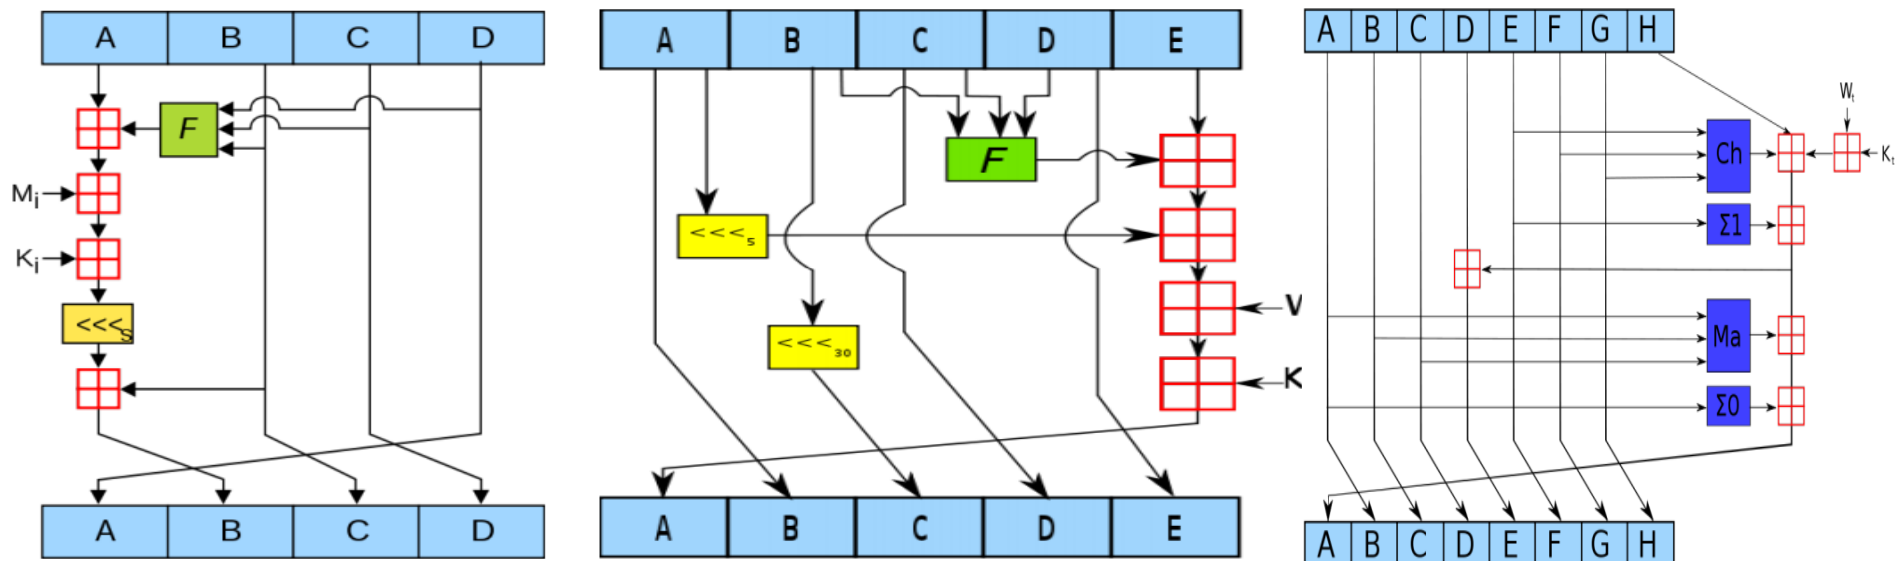 A B C D
F
Mᵢ
Kᵢ
<<<ₛ
A B C D
A B C D E
F
<<<₅
<<<₃₀
V
K
A B C D E
A B C D E F G H
Wₜ
Ch
Kₜ
Σ1
Ma
Σ0
A B C D E F G H